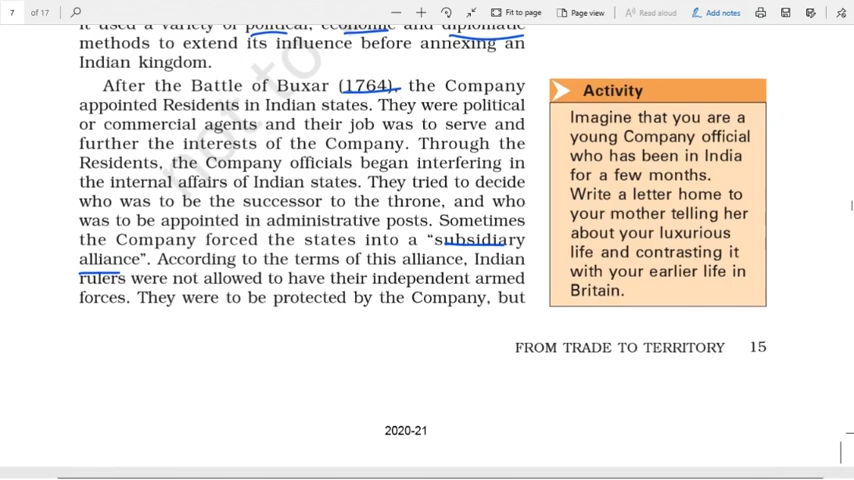 7 of 17
Fit to page
Page view
Read aloud
Add notes
it used a variety of political, economic and diplomatic
methods to extend its influence before annexing an
Indian kingdom.
After the Battle of Buxar (1764), the Company
appointed Residents in Indian states. They were political
or commercial agents and their job was to serve and
further the interests of the Company. Through the
Residents, the Company officials began interfering in
the internal affairs of Indian states. They tried to decide
who was to be the successor to the throne, and who
was to be appointed in administrative posts. Sometimes
the Company forced the states into a “subsidiary
alliance”. According to the terms of this alliance, Indian
rulers were not allowed to have their independent armed
forces. They were to be protected by the Company, but
not to
Activity
Imagine that you are a
young Company official
who has been in India
for a few months.
Write a letter home to
your mother telling her
about your luxurious
life and contrasting it
with your earlier life in
Britain.
FROM TRADE TO TERRITORY 15
2020-21